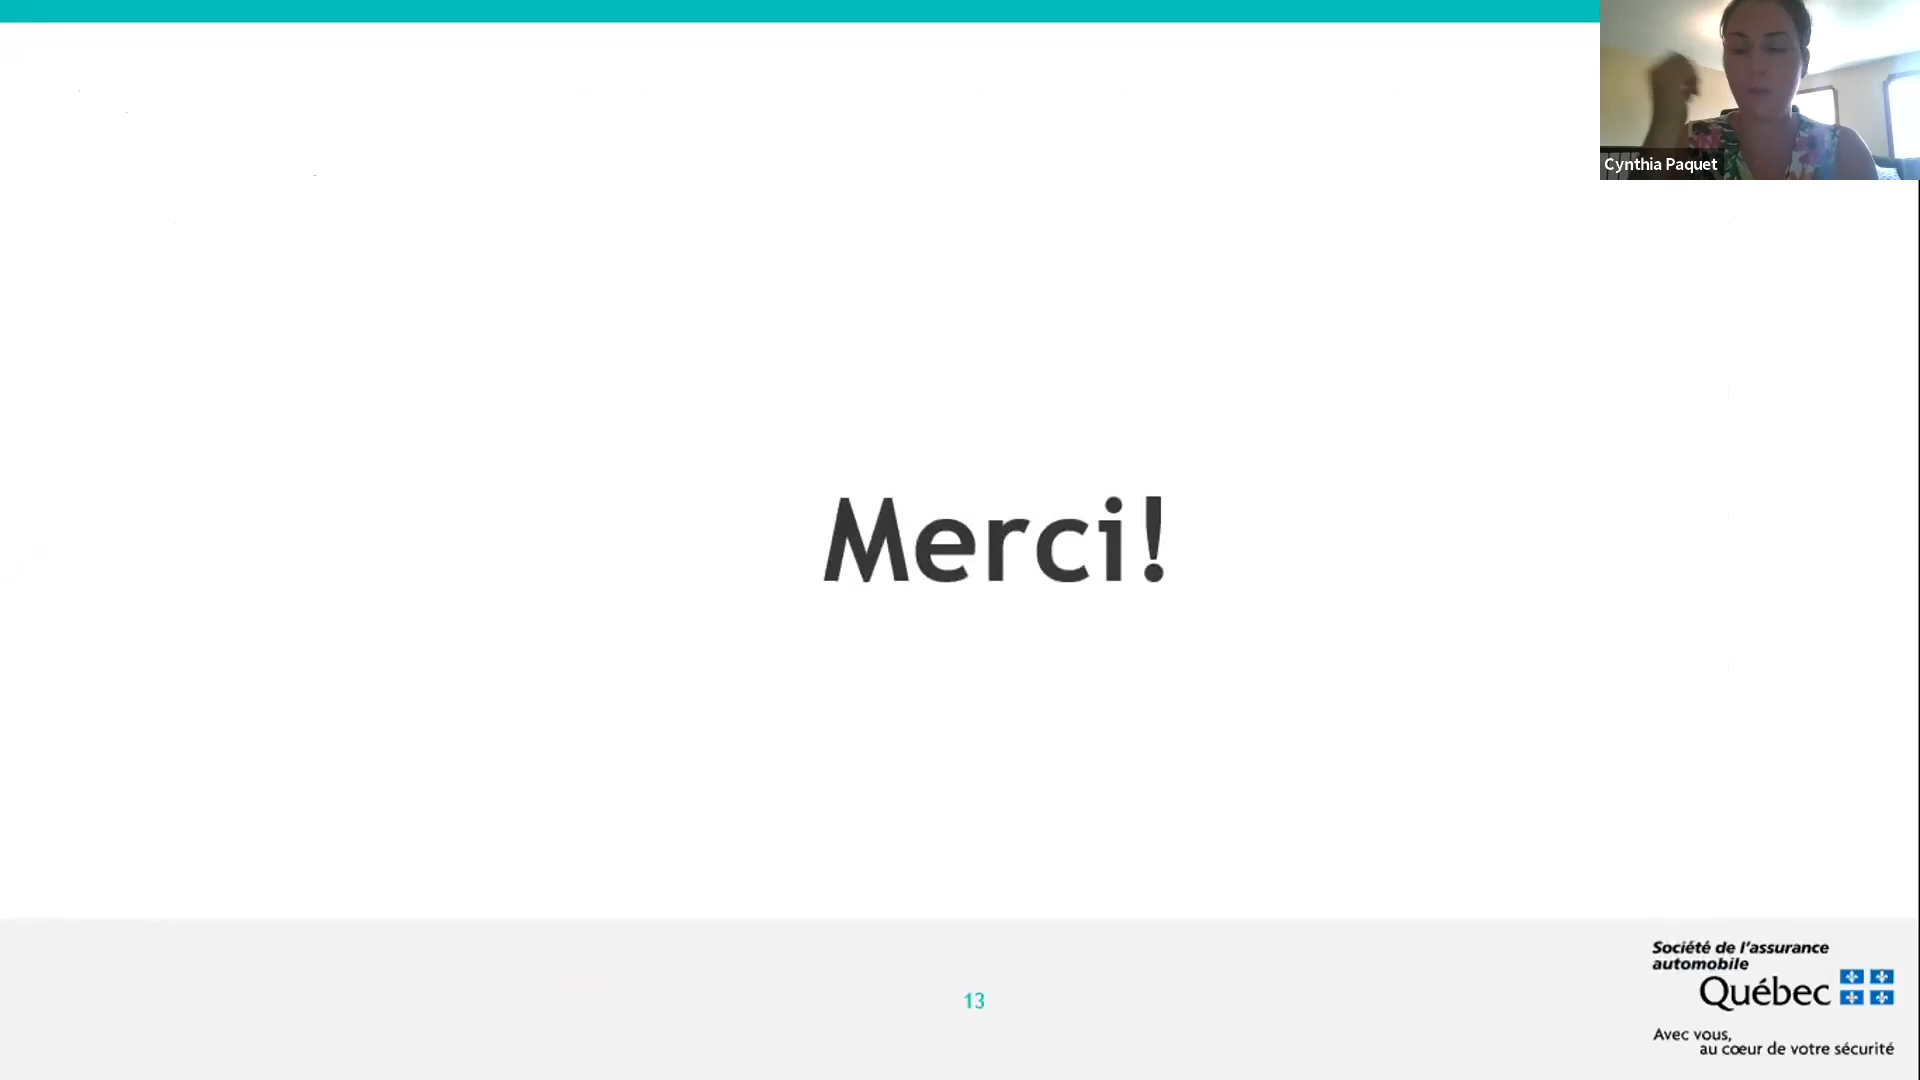 Cynthia Paquet
Merci!
13
Société de l'assurance
automobile
Québec
Avec vous,
au cœur de votre sécurité